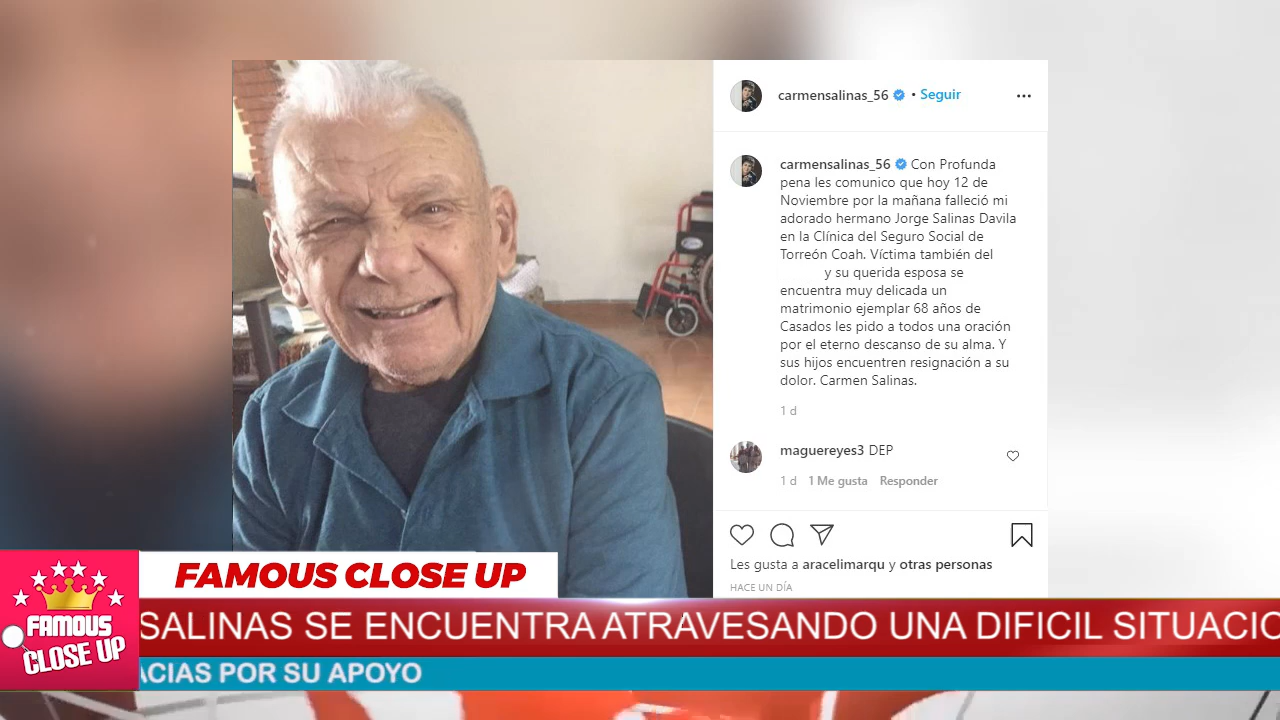 carmensalinas_56 • Seguir
carmensalinas_56 Con Profunda
pena les comunico que hoy 12 de
Noviembre por la mañana falleció mi
adorado hermano Jorge Salinas Davila
en la Clínica del Seguro Social de
Torreón Coah. Víctima también del
y su querida esposa se
encuentra muy delicada un
matrimonio ejemplar 68 años de
Casados les pido a todos una oración
por el eterno descanso de su alma. Y
sus hijos encuentren resignación a su
dolor. Carmen Salinas.
1 d
maguereyes3 DEP
1 d 1 Me gusta Responder
Les gusta a aracelimarqu y otras personas
HACE UN DÍA
FAMOUS CLOSE UP
FAMOUS
CLOSE UP
SALINAS SE ENCUENTRA ATRAVESANDO UNA DIFICIL SITUACIO
ACIAS POR SU APOYO